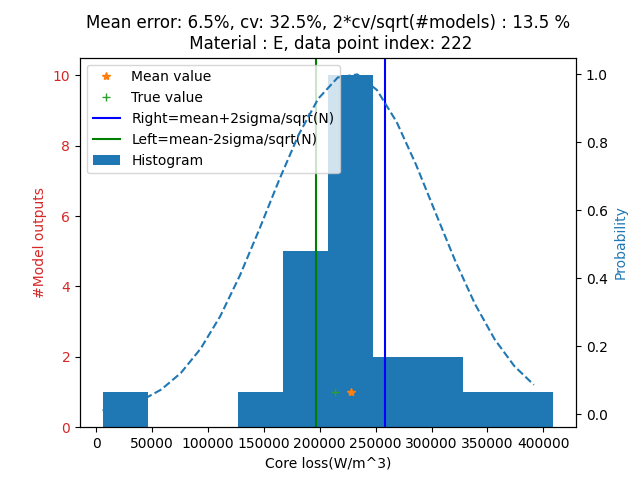 Mean error: 6.5%, cv: 32.5%, 2*cv/sqrt(#models) : 13.5 %
Material : E, data point index: 222
Mean value
True value
Right=mean+2sigma/sqrt(N)
Left=mean-2sigma/sqrt(N)
Histogram
#Model outputs
10
8
6
4
2
0
1.0
0.8
0.6
0.4
0.2
0.0
Probability
0 50000 100000 150000 200000 250000 300000 350000 400000
Core loss(W/m^3)